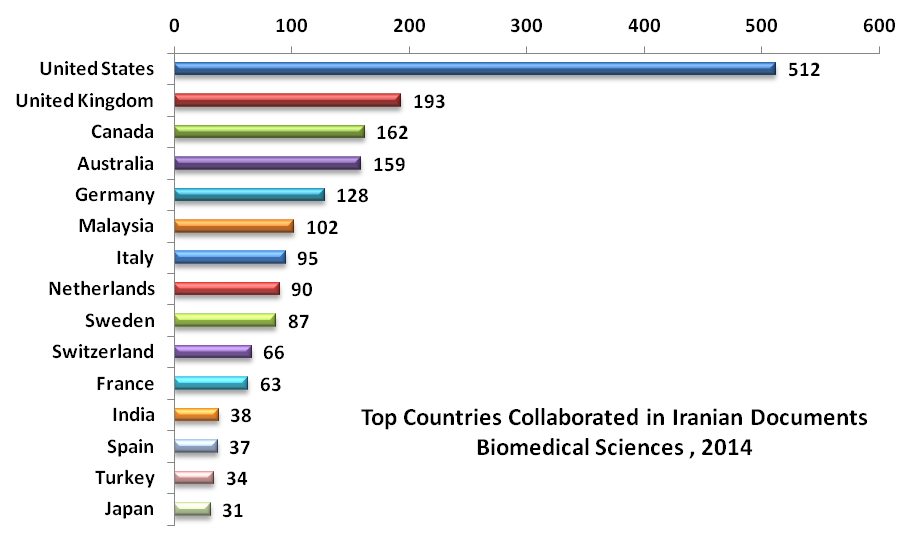 0 100 200 300 400 500 600
United States 512
United Kingdom 193
Canada 162
Australia 159
Germany 128
Malaysia 102
Italy 95
Netherlands 90
Sweden 87
Switzerland 66
France 63
India 38
Top Countries Collaborated in Iranian Documents
Spain 37
Biomedical Sciences , 2014
Turkey 34
Japan 31